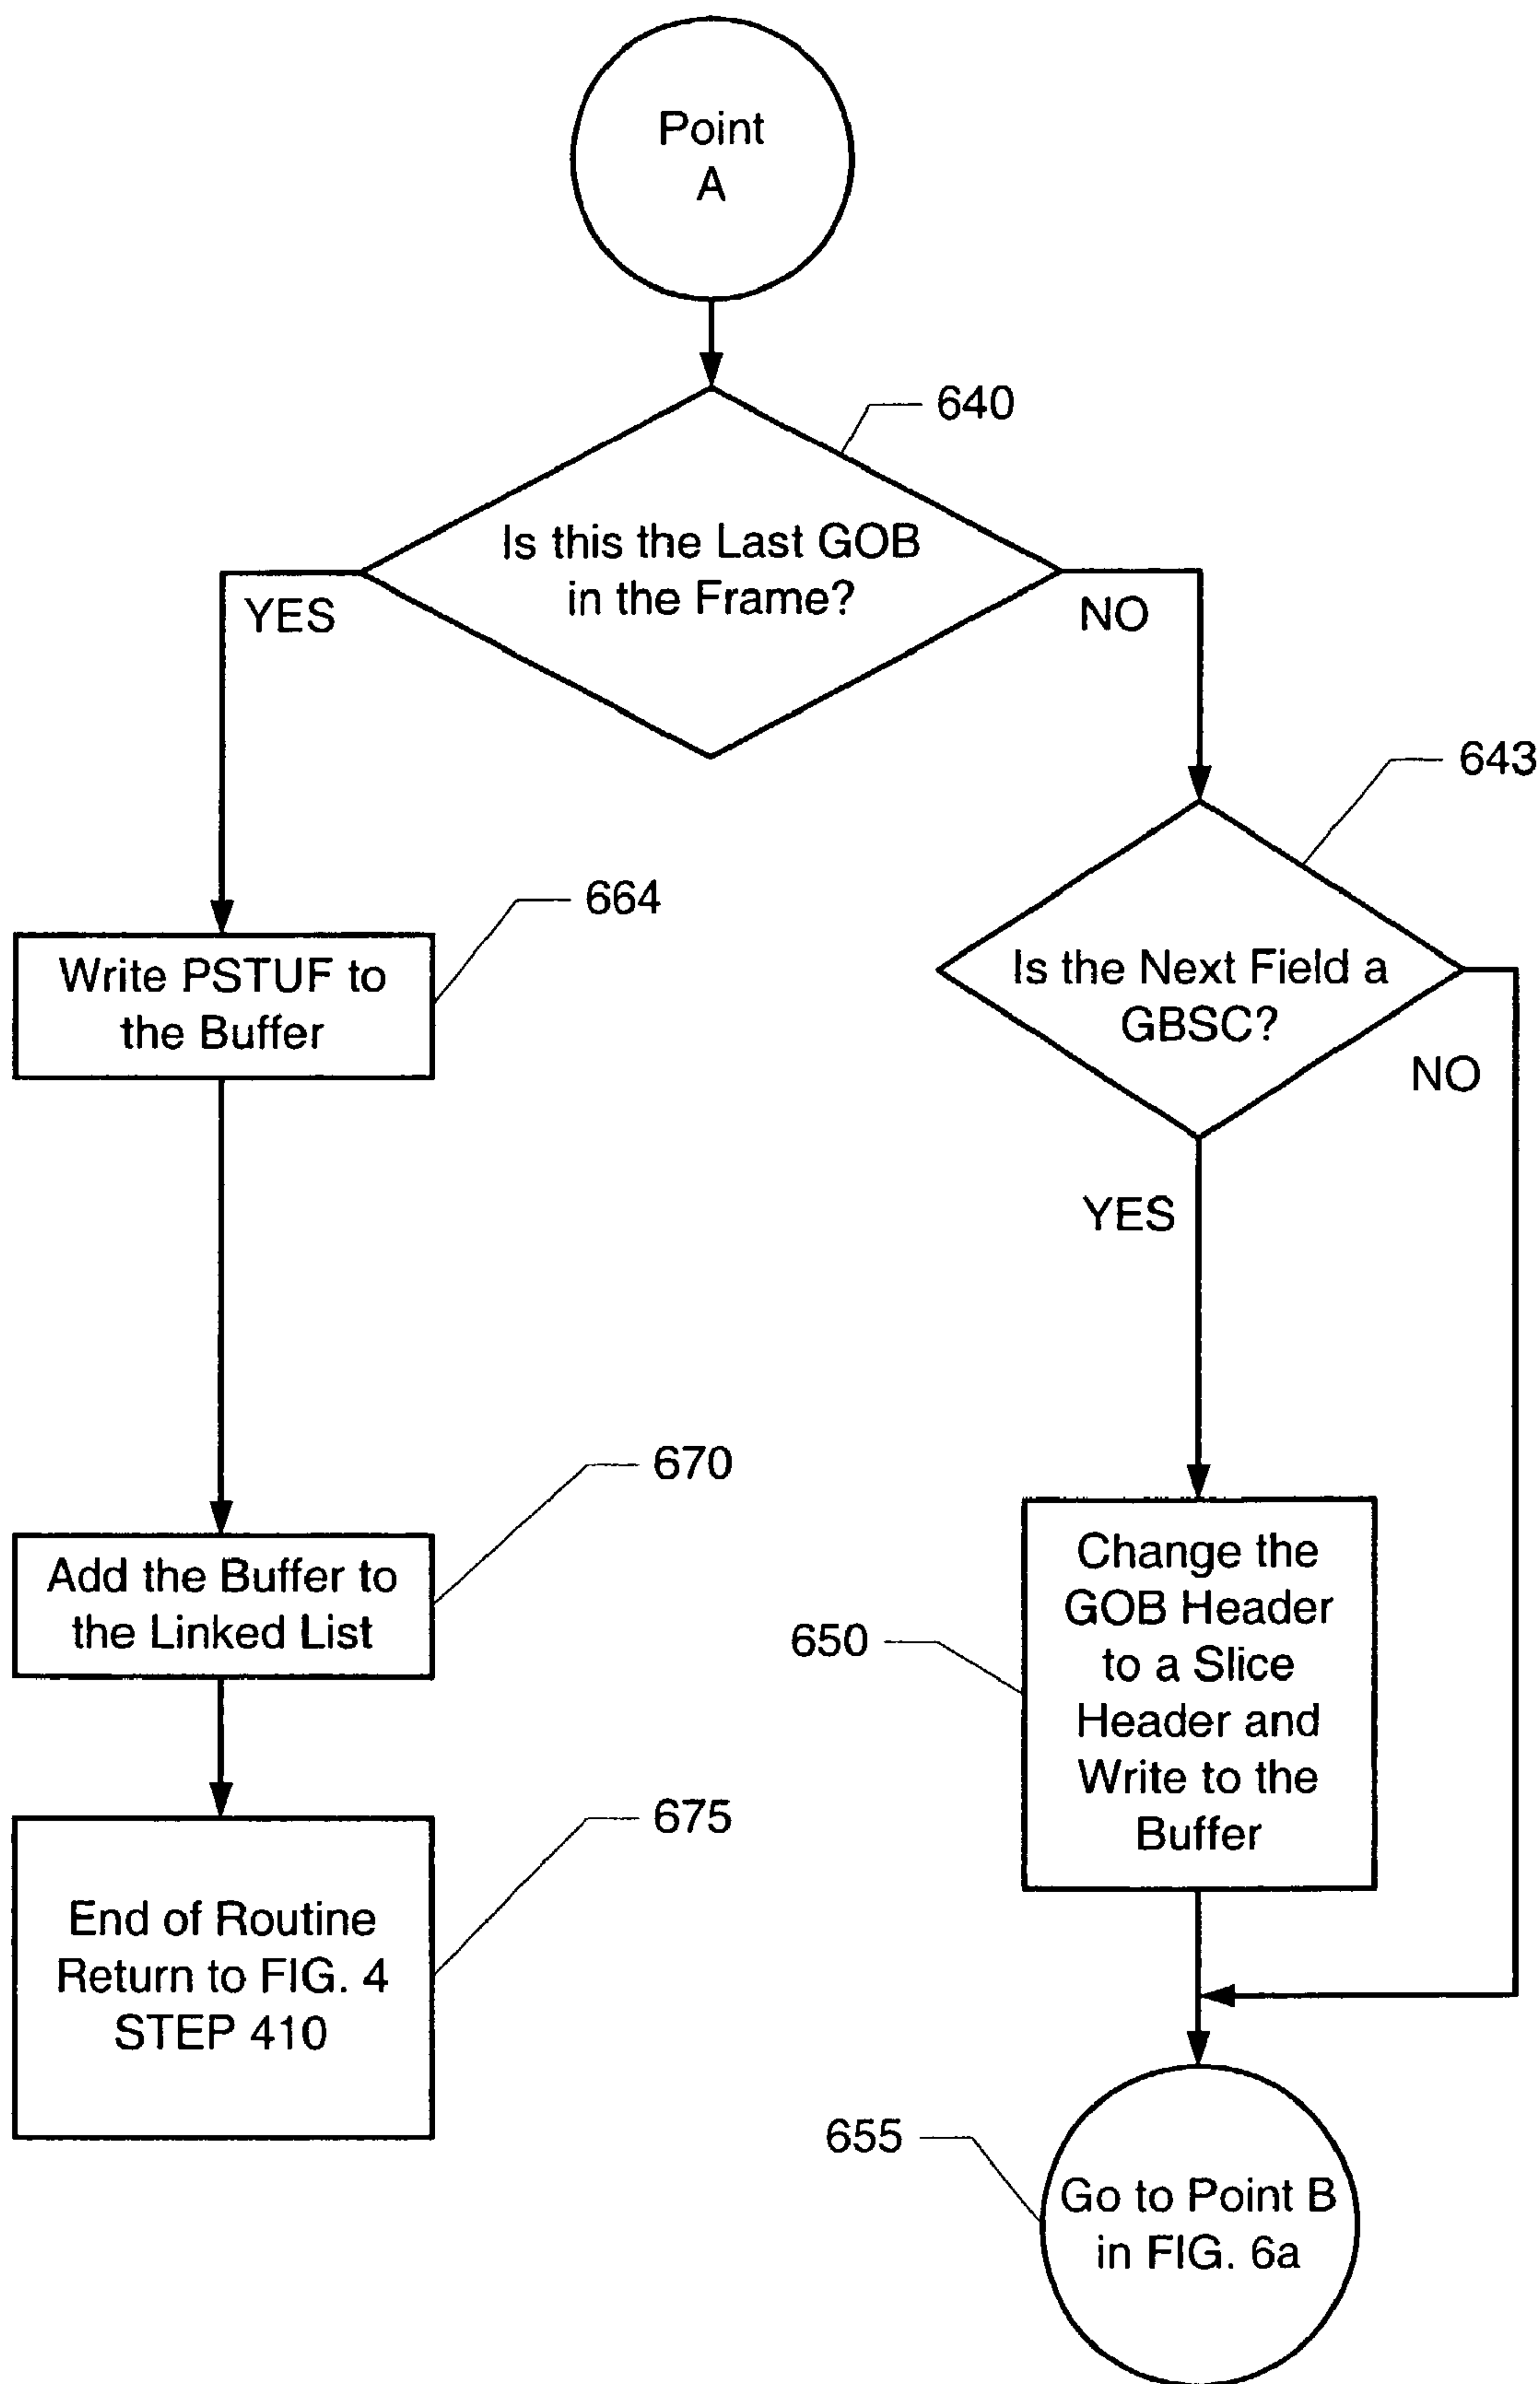 Point
A
640
Is this the Last GOB
in the Frame?
YES
NO
643
664
Write PSTUF to
the Buffer
Is the Next Field a
GBSC?
NO
YES
670
Add the Buffer to
the Linked List
Change the
GOB Header
to a Slice
Header and
Write to the
Buffer
650
675
End of Routine
Return to FIG. 4
STEP 410
655
Go to Point B
in FIG. 6a